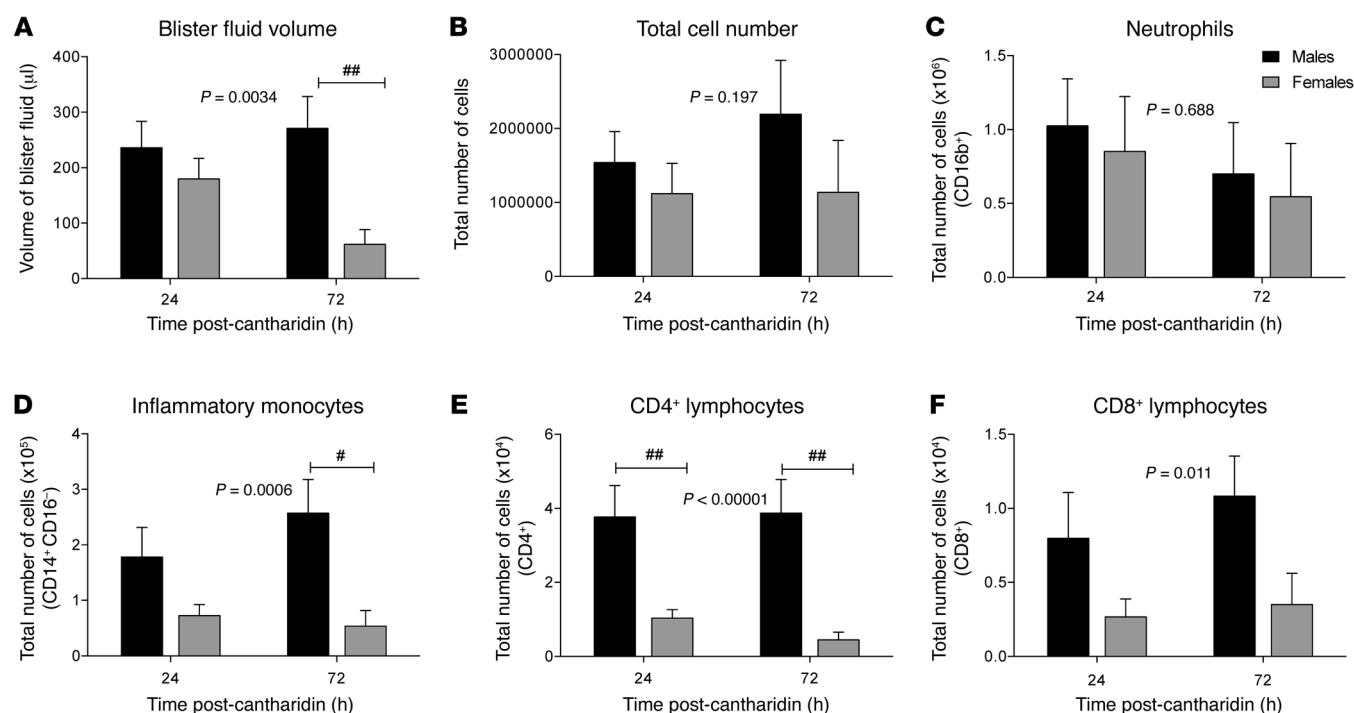 A Blister fluid volume
Volume of blister fluid (µl)
400
300
200
100
0
P = 0.0034
##
24 72
Time post-cantharidin (h)
B Total cell number
Total number of cells
3000000
2000000
1000000
0
P = 0.197
24 72
Time post-cantharidin (h)
C Neutrophils
Total number of cells (x10⁶)
(CD16b⁺)
1.5
1.0
0.5
0.0
P = 0.688
Males
Females
24 72
Time post-cantharidin (h)
D Inflammatory monocytes
Total number of cells (x10⁵)
(CD14⁺ CD16⁻)
4
3
2
1
0
P = 0.0006
#
24 72
Time post-cantharidin (h)
E CD4⁺ lymphocytes
Total number of cells (x10⁴)
(CD4⁺)
6
4
2
0
##
##
P < 0.00001
24 72
Time post-cantharidin (h)
F CD8⁺ lymphocytes
Total number of cells (x10⁴)
(CD8⁺)
1.5
1.0
0.5
0.0
P = 0.011
24 72
Time post-cantharidin (h)